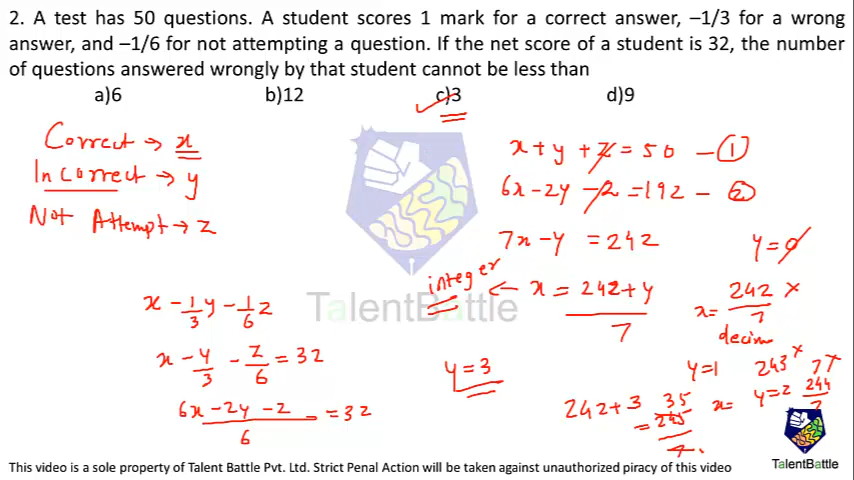 2. A test has 50 questions. A student scores 1 mark for a correct answer, –1/3 for a wrong
answer, and –1/6 for not attempting a question. If the net score of a student is 32, the number
of questions answered wrongly by that student cannot be less than
a)6 b)12 c)3 d)9
Correct → x
Incorrect → y
Not Attempt → z
x - 1/3 y - 1/6 z
x - y/3 - z/6 = 32
6x - 2y - z / 6 = 32
x + y + z = 50 — ①
6x - 2y - z = 192 — ②
7x - y = 242
integer ← x = 242 + y / 7
y = 3
y = 0
x = 242 / 7 ×
decim
y = 1 243 × / 7
x = y = 2 244 / 7
242 + 3 = 245 / 7 35
TalentBattle
TalentBattle
This video is a sole property of Talent Battle Pvt. Ltd. Strict Penal Action will be taken against unauthorized piracy of this video